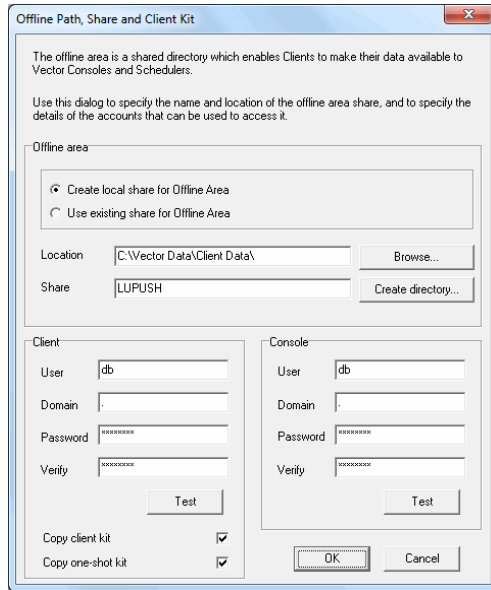 Offline Path, Share and Client Kit
The offline area is a shared directory which enables Clients to make their data available to
Vector Consoles and Schedulers.
Use this dialog to specify the name and location of the offline area share, and to specify the
details of the accounts that can be used to access it.
Offline area
Create local share for Offline Area
Use existing share for Offline Area
Location C:\Vector Data\Client Data\ Browse...
Share LUPUSH Create directory...
Client
User db
Domain .
Password ********
Verify ********
Test
Copy client kit
Copy one-shot kit
Console
User db
Domain .
Password ********
Verify ********
Test
OK Cancel